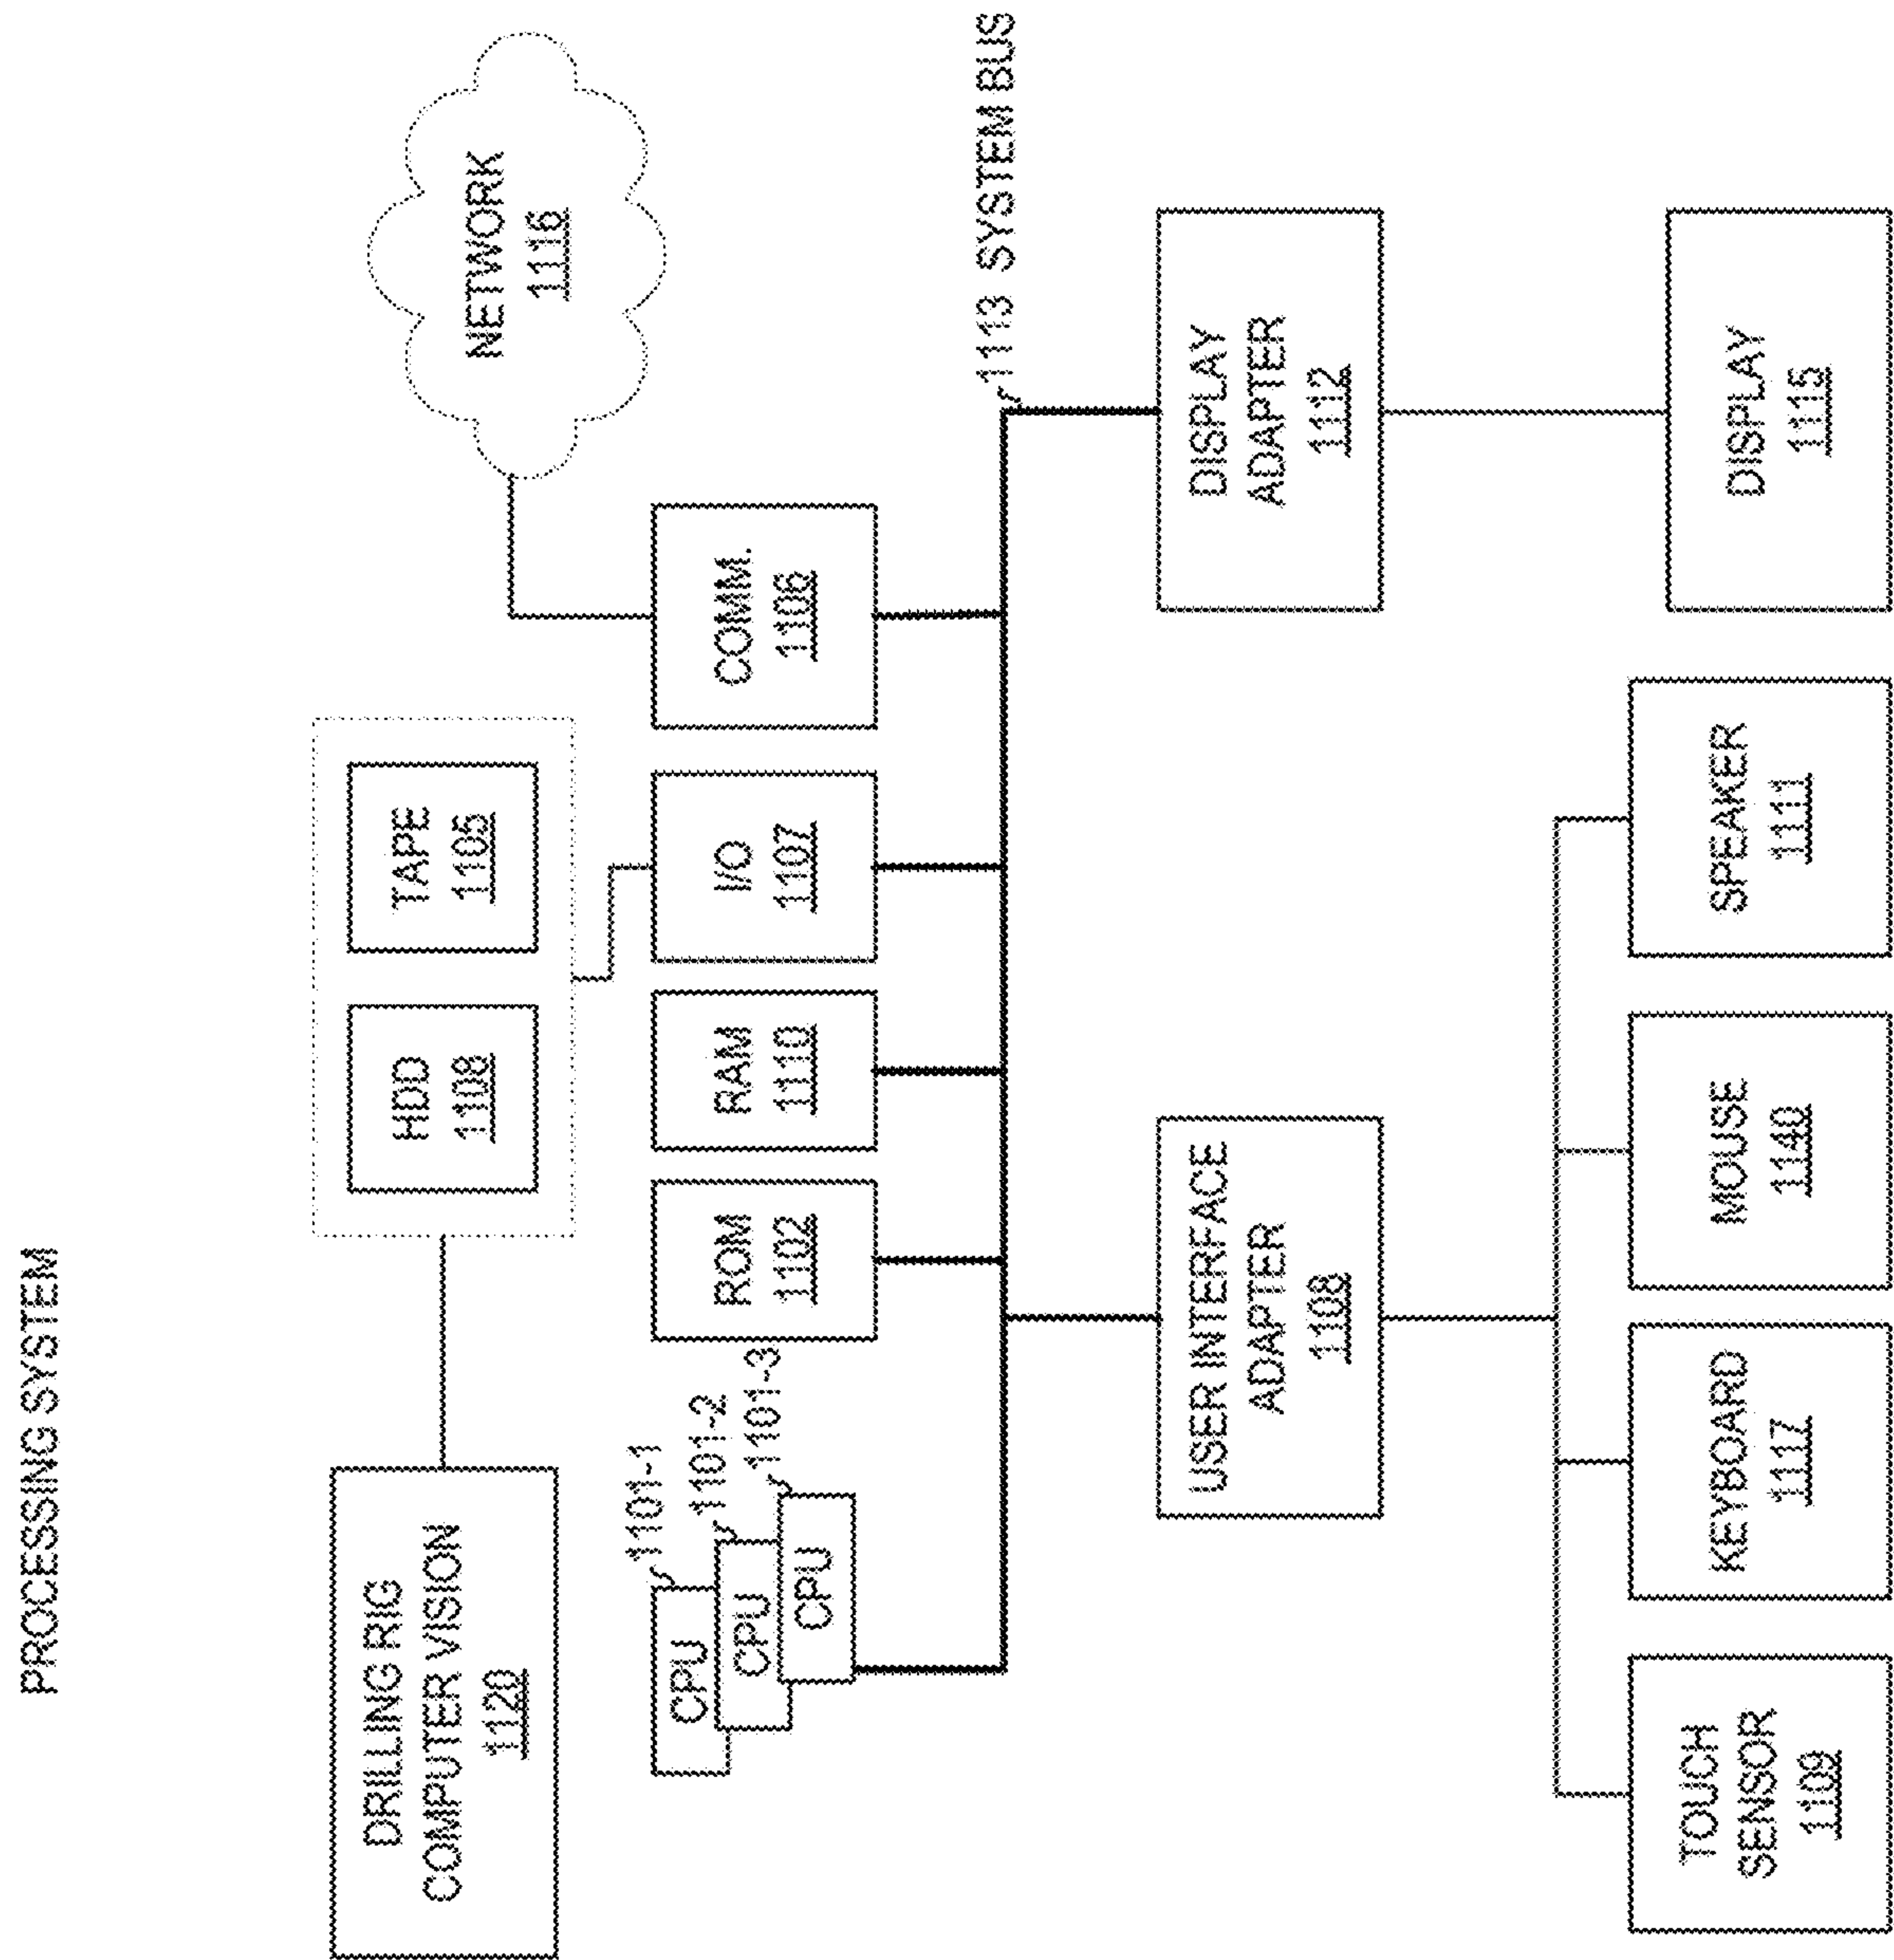 PROCESSING SYSTEM
DRILLING RIG
COMPUTER VISION
1120
HDD
1108
TAPE
1105
NETWORK
1116
CPU
1101-1
CPU
1101-2
CPU
1101-3
ROM
1102
RAM
1110
I/O
1107
COMM.
1106
1113 SYSTEM BUS
USER INTERFACE
ADAPTER
1108
DISPLAY
ADAPTER
1112
TOUCH
SENSOR
1109
KEYBOARD
1117
MOUSE
1140
SPEAKER
1111
DISPLAY
1115